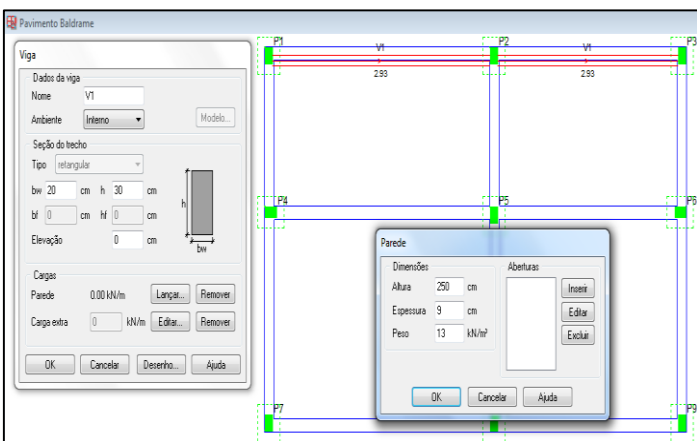 Pavimento Baldrame
Viga
Dados da viga
Nome V1
Ambiente Interno Modelo...
Seção do trecho
Tipo retangular
bw 20 cm h 30 cm
bf 0 cm hf 0 cm
Elevação 0 cm
h
bw
Cargas
Parede 0.00 kN/m Lançar... Remover
Carga extra 0 kN/m Editar... Remover
OK Cancelar Desenho... Ajuda
P1 V1 P2 V1 P3
293 293
P4 P5 P6
Parede
Dimensões
Altura 250 cm
Espessura 9 cm
Peso 13 kN/m³
Aberturas
Inserir
Editar
Excluir
OK Cancelar Ajuda
P7 P9